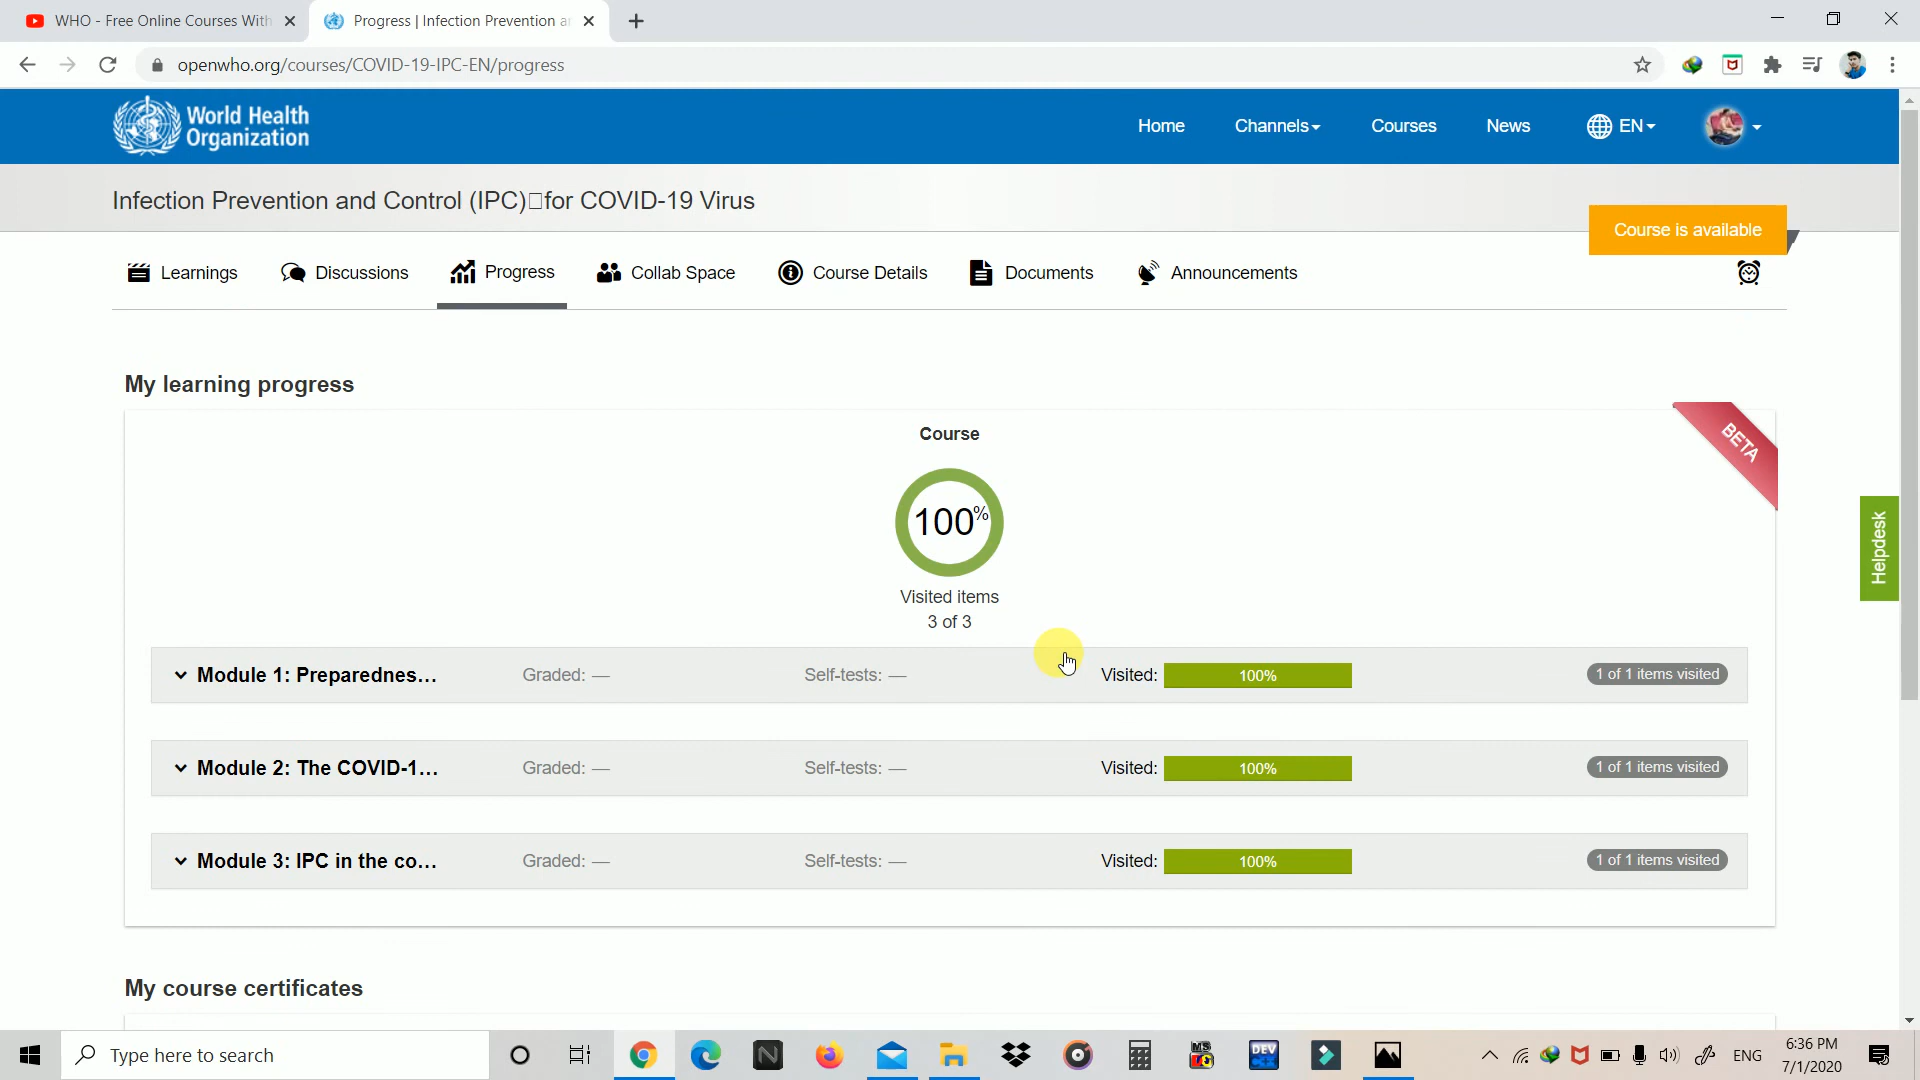 WHO - Free Online Courses With
Progress | Infection Prevention a
openwho.org/courses/COVID-19-IPC-EN/progress
World Health
Organization
Home
Channels
Courses
News
EN
Infection Prevention and Control (IPC)□for COVID-19 Virus
Course is available
Learnings
Discussions
Progress
Collab Space
Course Details
Documents
Announcements
My learning progress
BETA
Course
100%
Visited items
3 of 3
Helpdesk
Module 1: Preparednes... Graded: — Self-tests: — Visited: 100% 1 of 1 items visited
Module 2: The COVID-1... Graded: — Self-tests: — Visited: 100% 1 of 1 items visited
Module 3: IPC in the co... Graded: — Self-tests: — Visited: 100% 1 of 1 items visited
My course certificates
Type here to search
N
MS
DEV
ENG
6:36 PM
7/1/2020